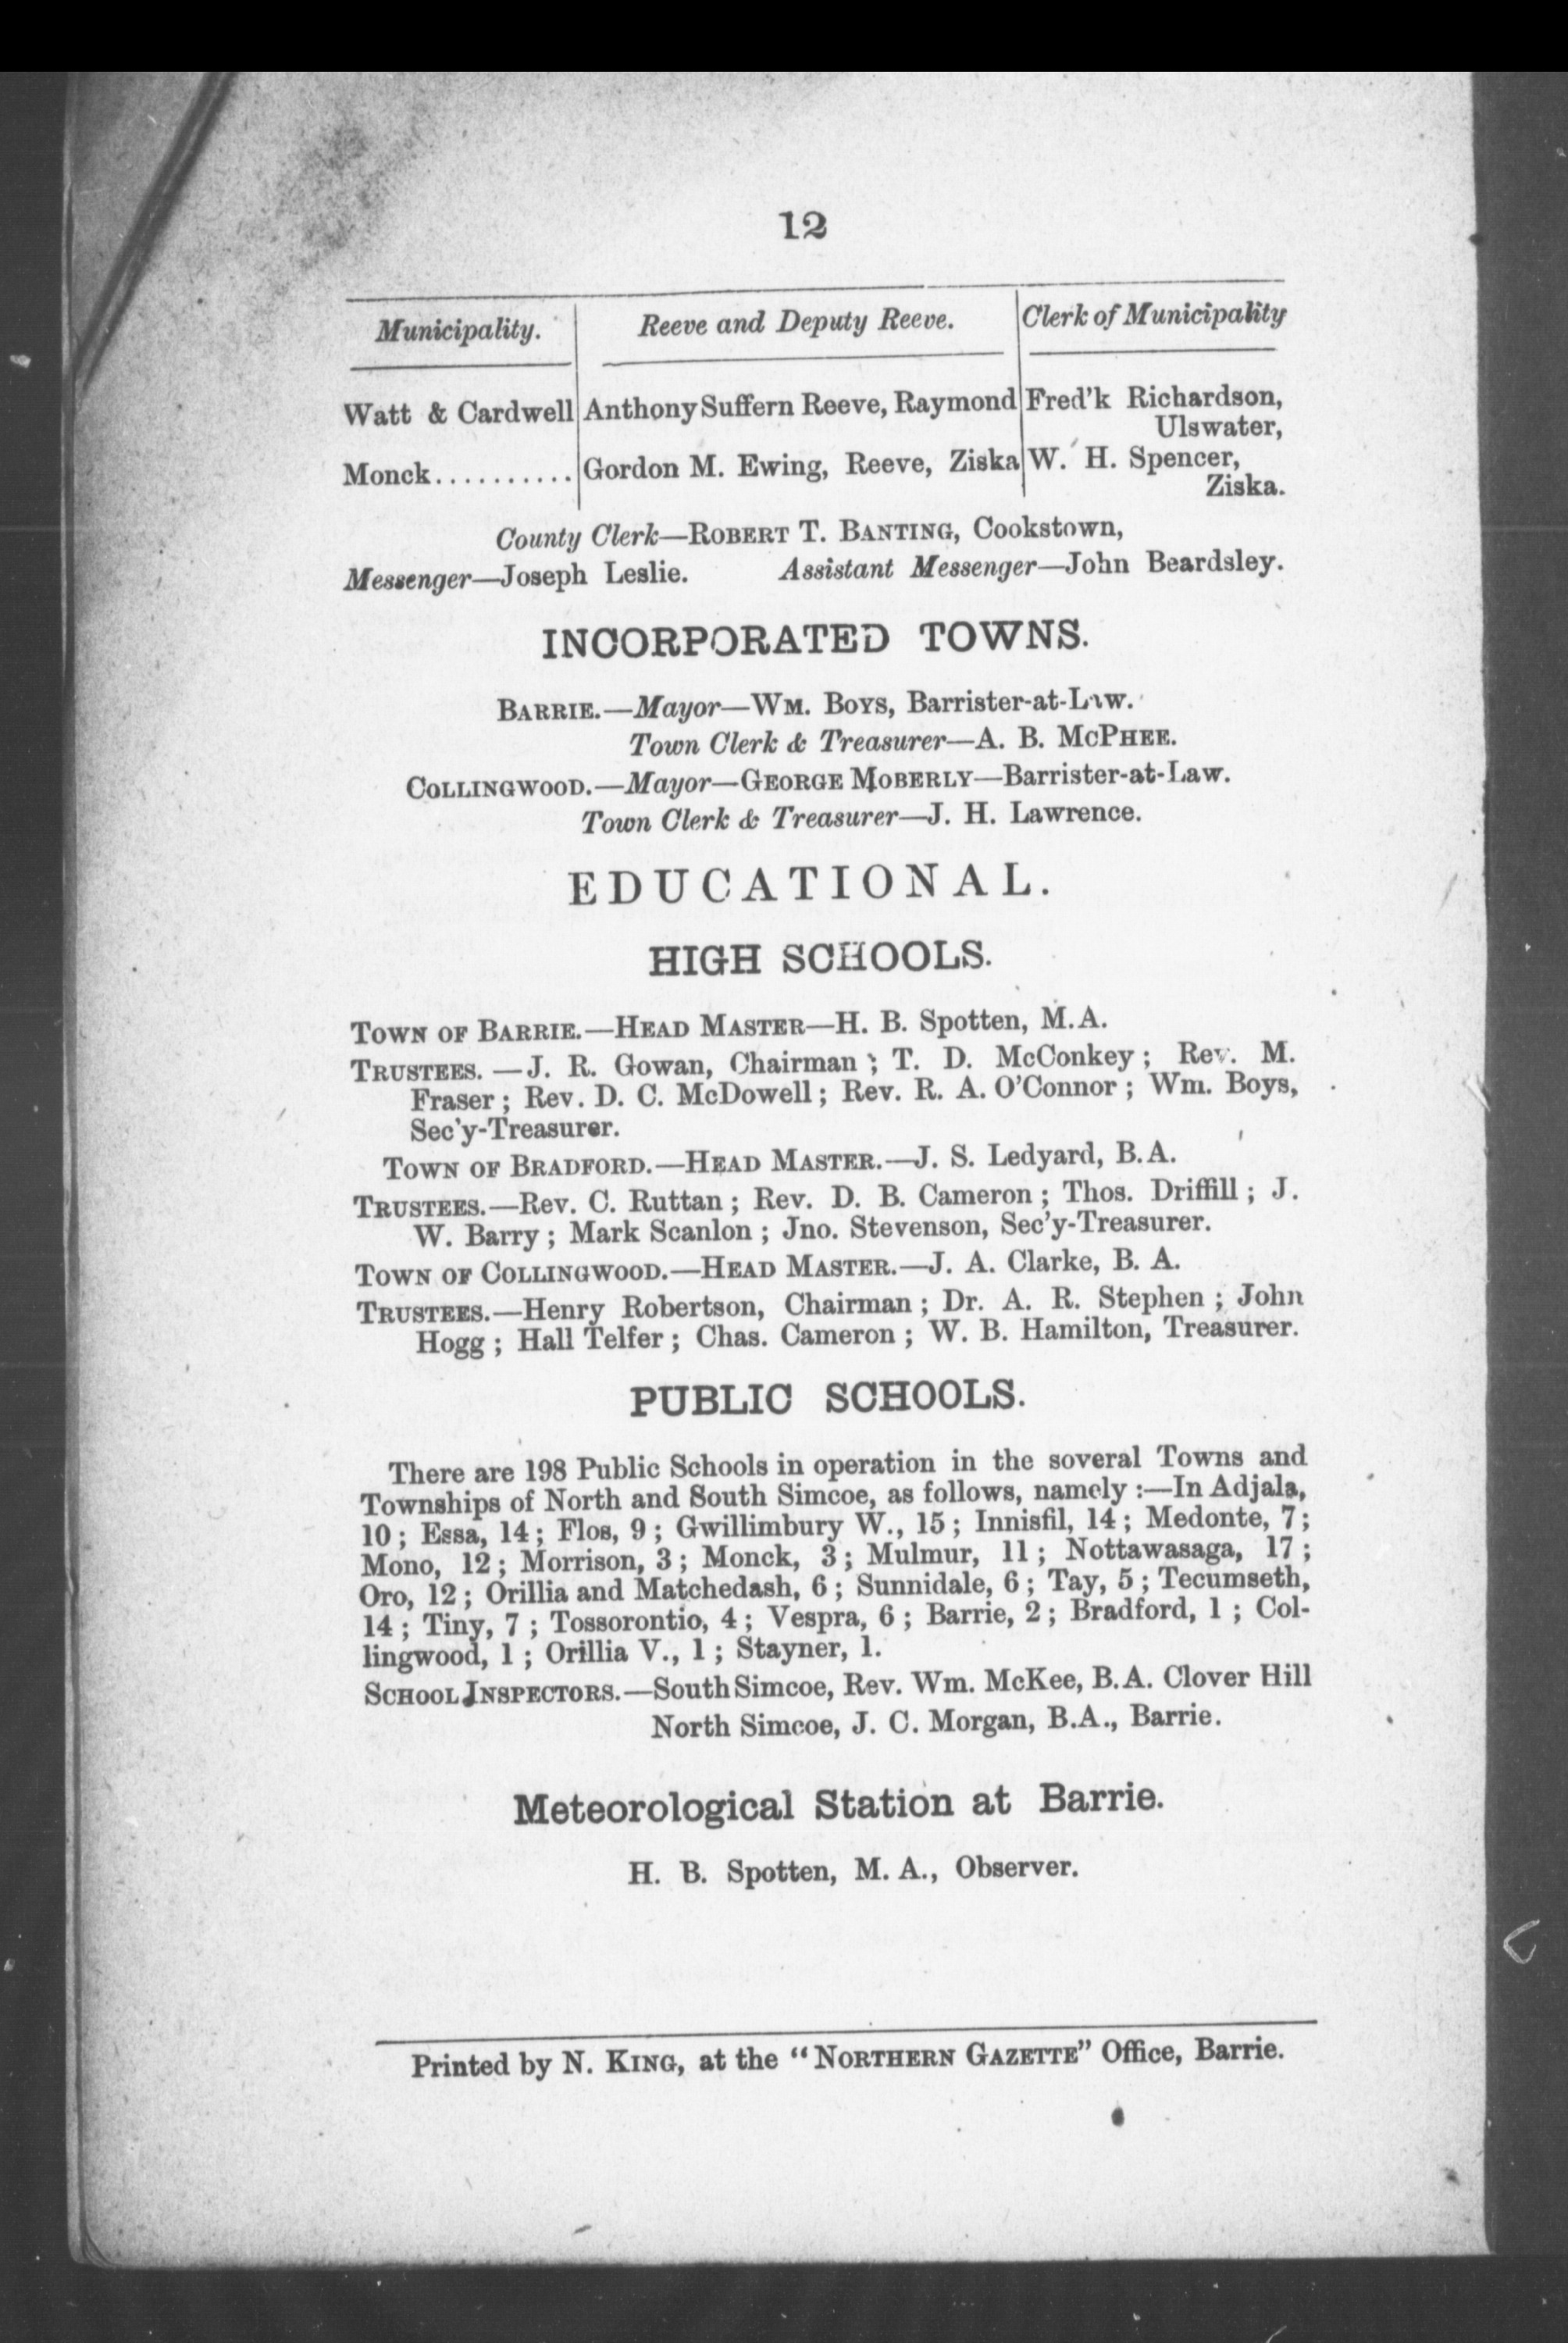 12
Municipality. Reeve and Deputy Reeve. Clerk of Municipality
Watt & Cardwell Anthony Suffern Reeve, Raymond Fred'k Richardson,
Ulswater,
Monck.......... Gordon M. Ewing, Reeve, Ziska W. H. Spencer,
Ziska.
County Clerk—ROBERT T. BANTING, Cookstown,
Messenger—Joseph Leslie. Assistant Messenger—John Beardsley.
INCORPORATED TOWNS.
BARRIE.—Mayor—WM. BOYS, Barrister-at-Law.
Town Clerk & Treasurer—A. B. MCPHEE.
COLLINGWOOD.—Mayor—GEORGE MOBERLY—Barrister-at-Law.
Town Clerk & Treasurer—J. H. Lawrence.
EDUCATIONAL.
HIGH SCHOOLS.
TOWN OF BARRIE.—HEAD MASTER—H. B. Spotten, M.A.
TRUSTEES.—J. R. Gowan, Chairman; T. D. McConkey; Rev. M.
Fraser; Rev. D. C. McDowell; Rev. R. A. O'Connor; Wm. Boys,
Sec'y-Treasurer.
TOWN OF BRADFORD.—HEAD MASTER.—J. S. Ledyard, B.A.
TRUSTEES.—Rev. C. Ruttan; Rev. D. B. Cameron; Thos. Driffill; J.
W. Barry; Mark Scanlon; Jno. Stevenson, Sec'y-Treasurer.
TOWN OF COLLINGWOOD.—HEAD MASTER.—J. A. Clarke, B. A.
TRUSTEES.—Henry Robertson, Chairman; Dr. A. R. Stephen; John
Hogg; Hall Telfer; Chas. Cameron; W. B. Hamilton, Treasurer.
PUBLIC SCHOOLS.
There are 198 Public Schools in operation in the soveral Towns and
Townships of North and South Simcoe, as follows, namely:—In Adjala,
10; Essa, 14; Flos, 9; Gwillimbury W., 15; Innisfil, 14; Medonte, 7;
Mono, 12; Morrison, 3; Monck, 3; Mulmur, 11; Nottawasaga, 17;
Oro, 12; Orillia and Matchedash, 6; Sunnidale, 6; Tay, 5; Tecumseth,
14; Tiny, 7; Tossorontio, 4; Vespra, 6; Barrie, 2; Bradford, 1; Col-
lingwood, 1; Orillia V., 1; Stayner, 1.
SCHOOL INSPECTORS.—South Simcoe, Rev. Wm. McKee, B.A. Clover Hill
North Simcoe, J. C. Morgan, B.A., Barrie.
Meteorological Station at Barrie.
H. B. Spotten, M. A., Observer.
Printed by N. KING, at the "NORTHERN GAZETTE" Office, Barrie.